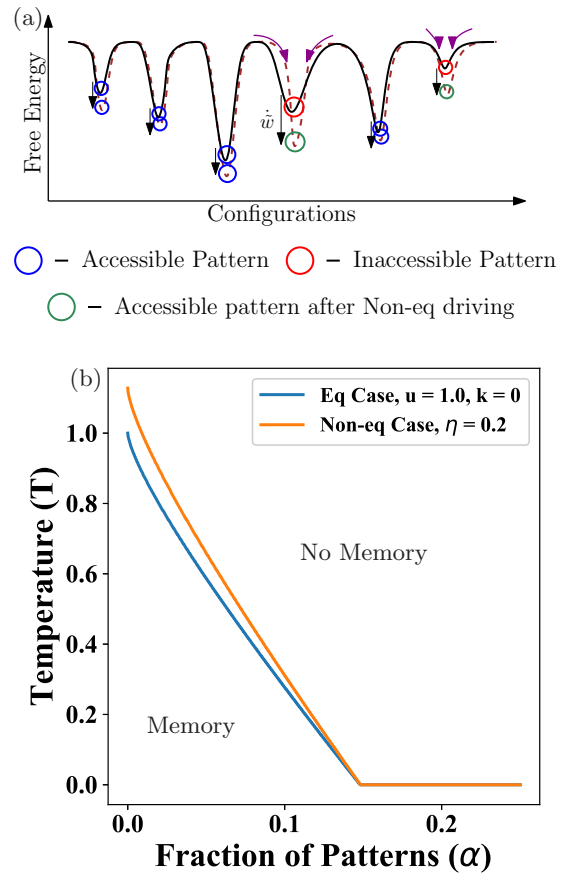 (a)
Free Energy
$\dot{\tilde{w}}$
Configurations
– Accessible Pattern
– Inaccessible Pattern
– Accessible pattern after Non-eq driving
(b)
Eq Case, u = 1.0, k = 0
Non-eq Case, η = 0.2
No Memory
Memory
Temperature (T)
1.0
0.8
0.6
0.4
0.2
0.0
0.0 0.1 0.2
Fraction of Patterns (α)